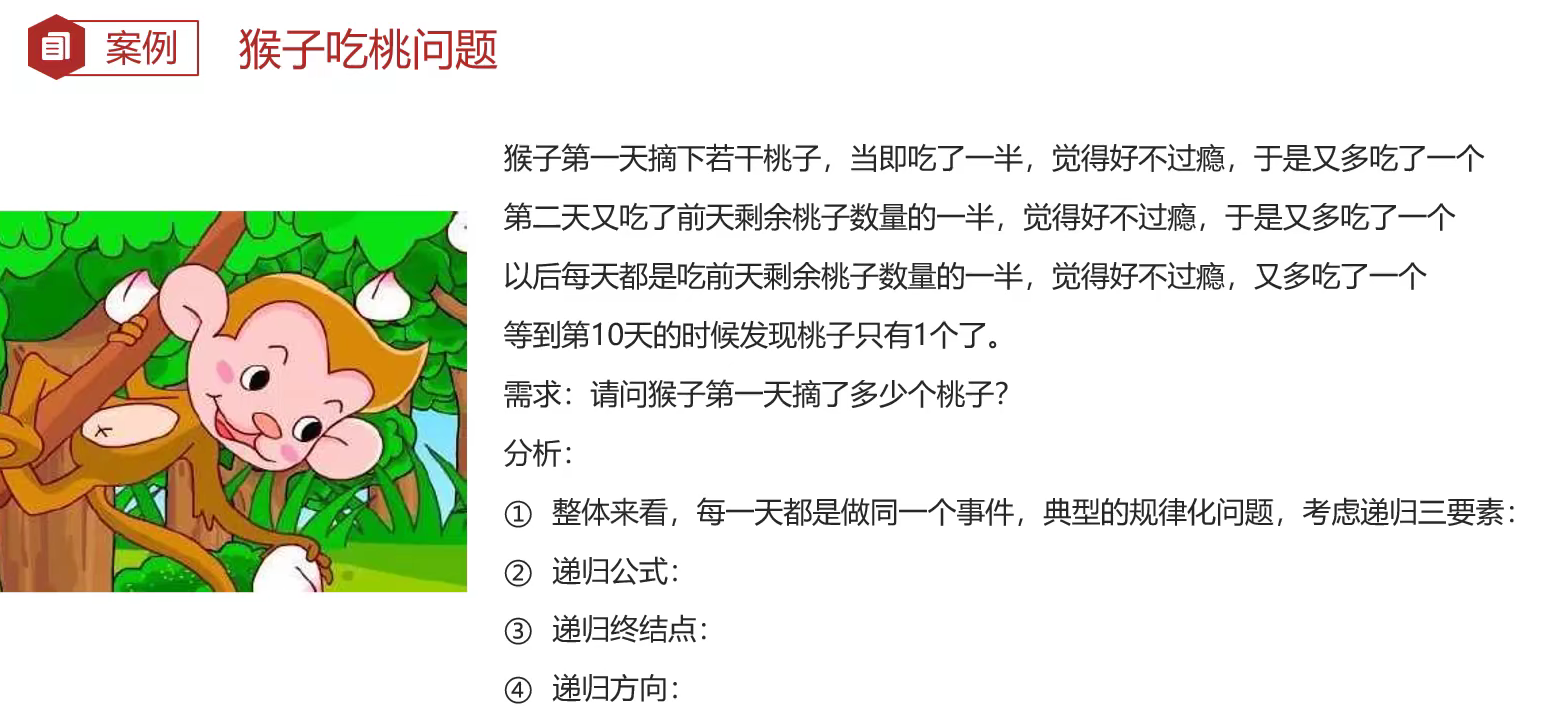 案例 猴子吃桃问题
猴子第一天摘下若干桃子，当即吃了一半，觉得好不过瘾，于是又多吃了一个
第二天又吃了前天剩余桃子数量的一半，觉得好不过瘾，于是又多吃了一个
以后每天都是吃前天剩余桃子数量的一半，觉得好不过瘾，又多吃了一个
等到第10天的时候发现桃子只有1个了。
需求：请问猴子第一天摘了多少个桃子？
分析：
① 整体来看，每一天都是做同一个事件，典型的规律化问题，考虑递归三要素：
② 递归公式：
③ 递归终结点：
④ 递归方向：